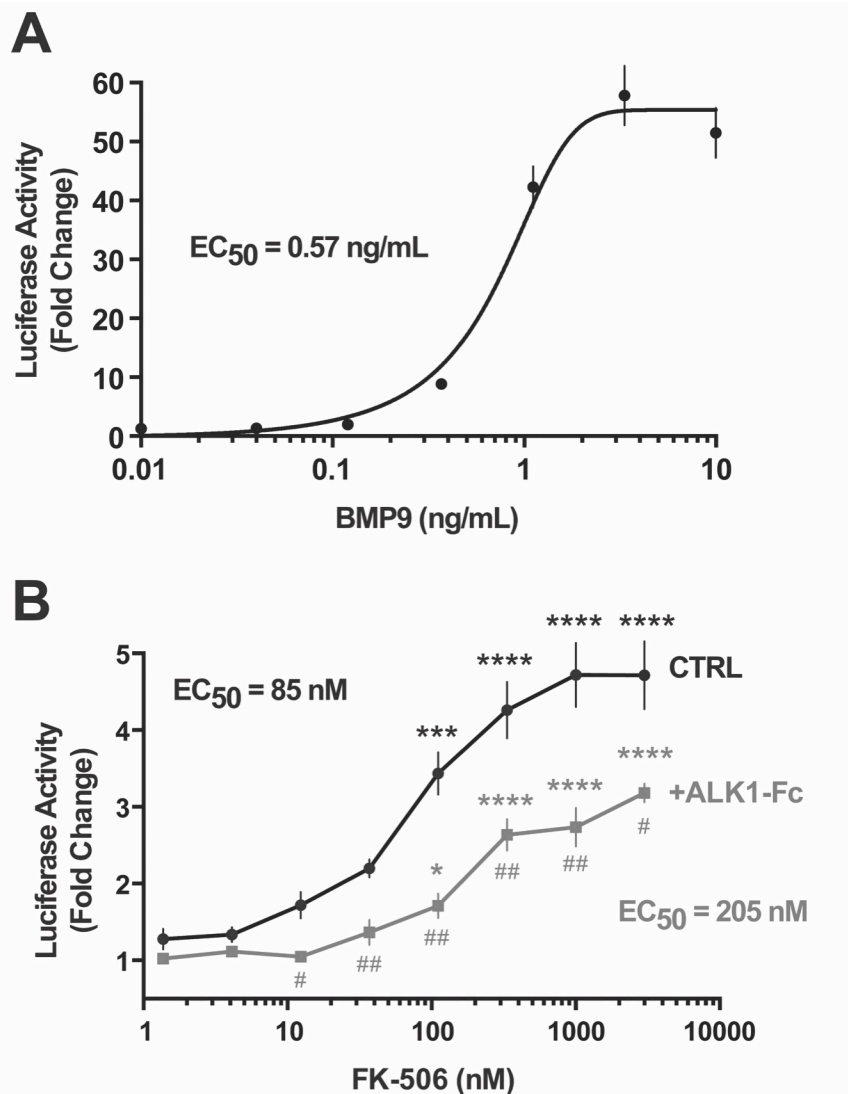 A
Luciferase Activity
(Fold Change)
60
50
40
30
20
10
0
EC50 = 0.57 ng/mL
0.01 0.1 1 10
BMP9 (ng/mL)
B
Luciferase Activity
(Fold Change)
5
4
3
2
1
EC50 = 85 nM
*** **** **** ****
CTRL
* **** **** ****
+ALK1-Fc
# ## ## ## ## #
EC50 = 205 nM
1 10 100 1000 10000
FK-506 (nM)